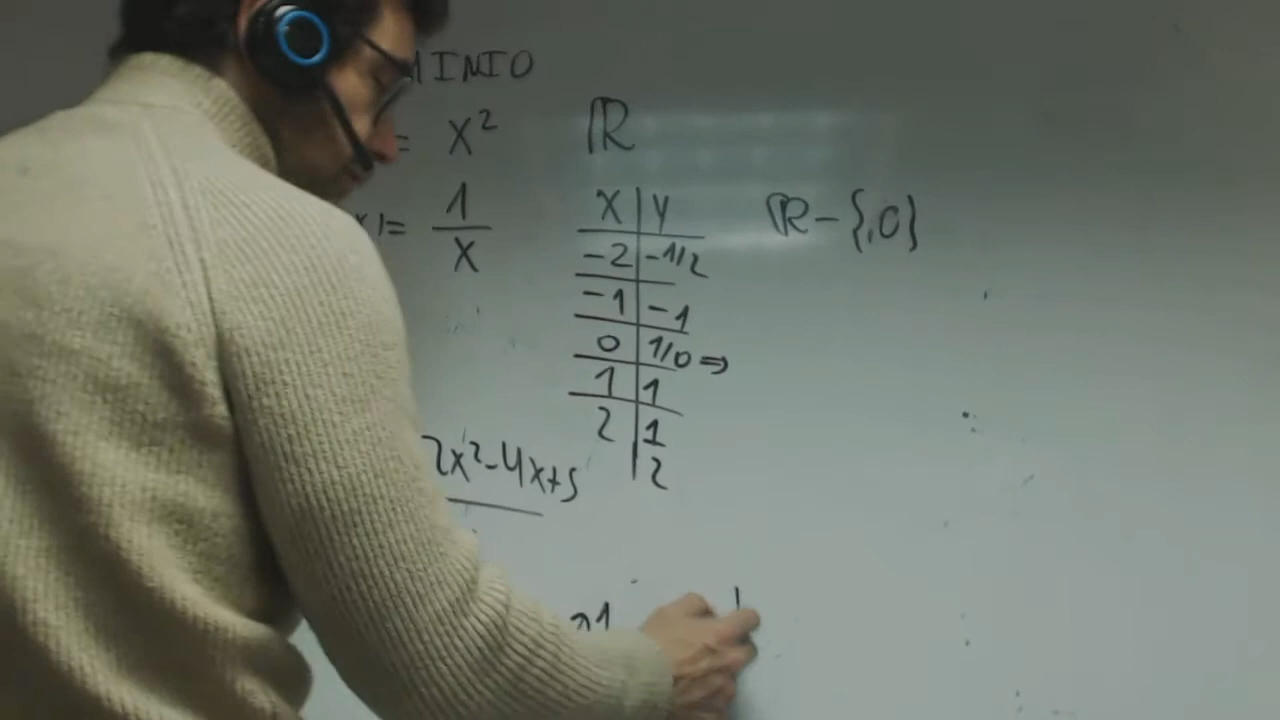 MINIO
= x² ℝ
x)= 1/x
x | y ℝ-{,0}
-2 | -1/2
-1 | -1
0 | 1/0 ⇒
1 | 1
2 | 1/2
2x²-4x+5